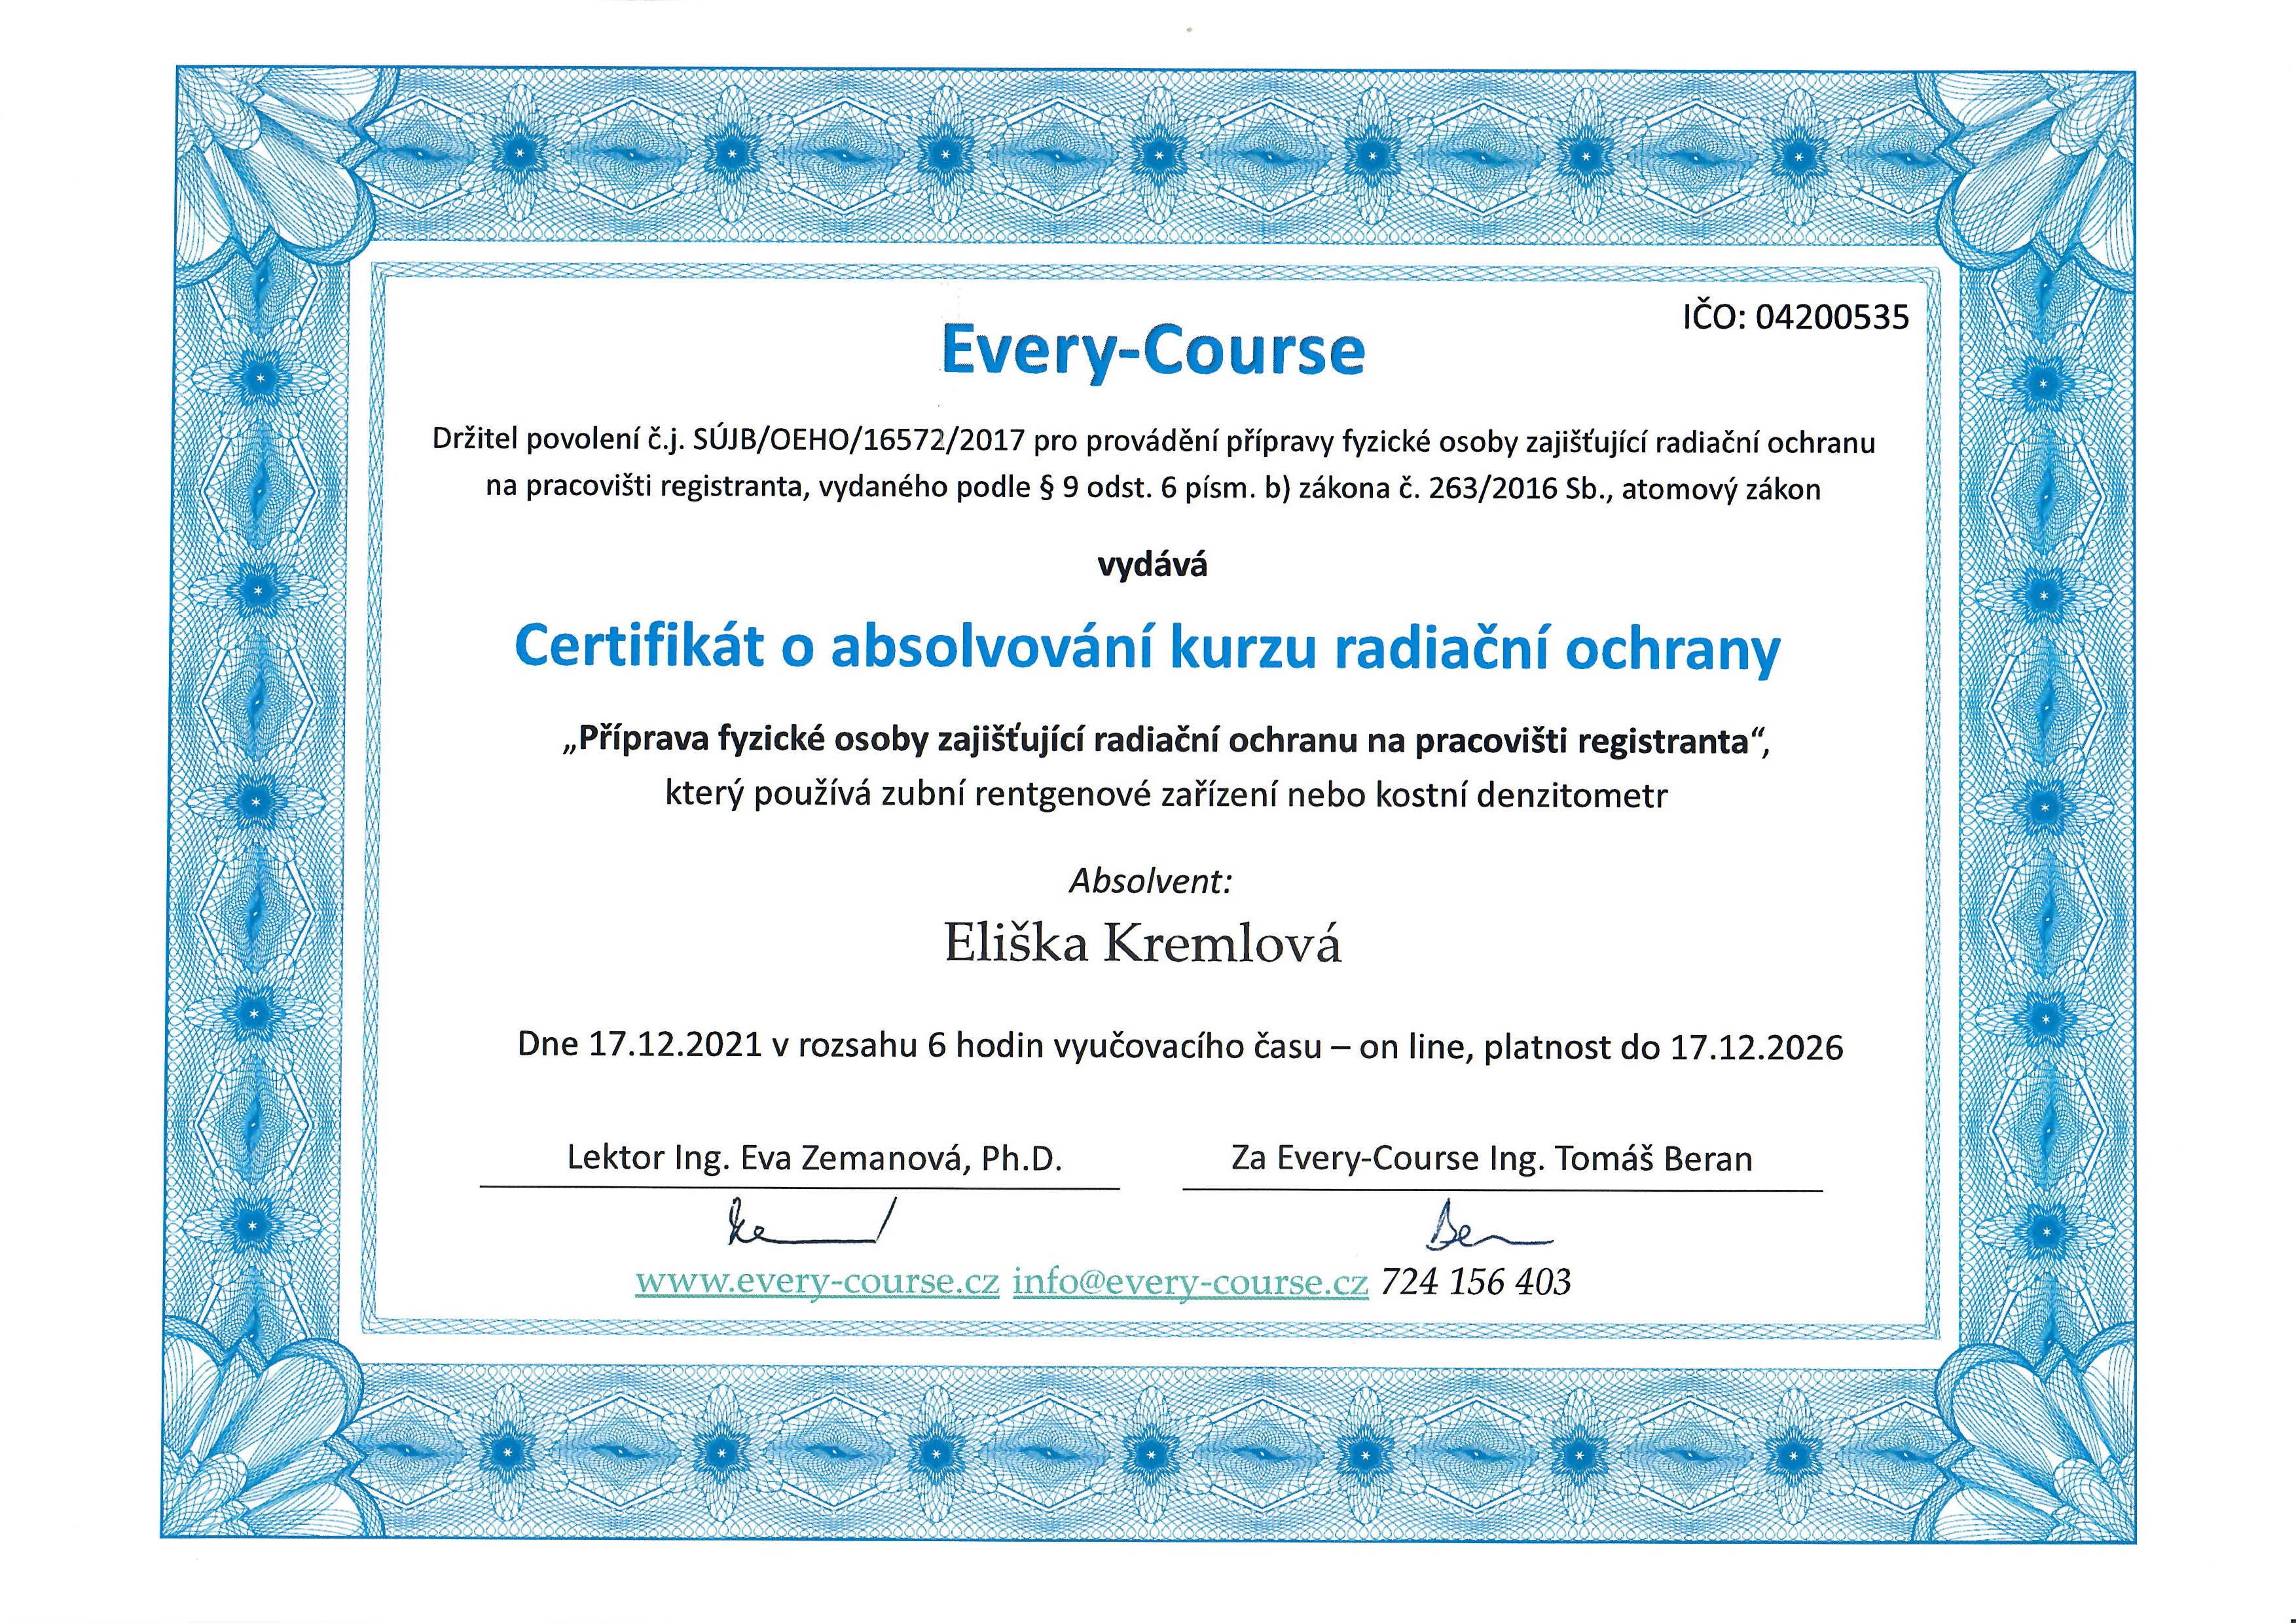 IČO: 04200535
Every-Course
Držitel povolení č.j. SÚJB/OEHO/16572/2017 pro provádění přípravy fyzické osoby zajišťující radiační ochranu
na pracovišti registranta, vydaného podle § 9 odst. 6 písm. b) zákona č. 263/2016 Sb., atomový zákon
vydává
Certifikát o absolvování kurzu radiační ochrany
„Příprava fyzické osoby zajišťující radiační ochranu na pracovišti registranta“,
který používá zubní rentgenové zařízení nebo kostní denzitometr
Absolvent:
Eliška Kremlová
Dne 17.12.2021 v rozsahu 6 hodin vyučovacího času – on line, platnost do 17.12.2026
Lektor Ing. Eva Zemanová, Ph.D.
Za Every-Course Ing. Tomáš Beran
www.every-course.cz info@every-course.cz 724 156 403